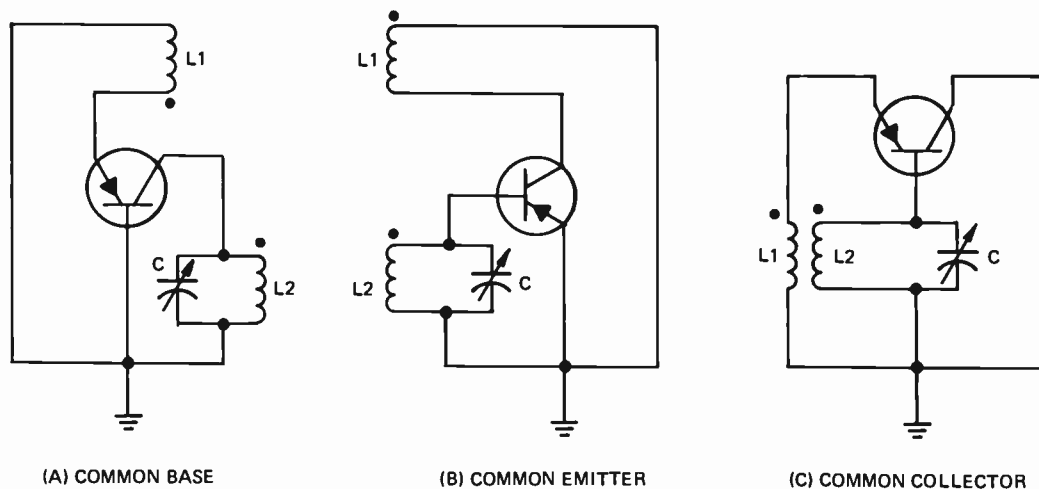 L1
C
L2
(A) COMMON BASE
L1
L2
C
(B) COMMON EMITTER
L1
L2
C
(C) COMMON COLLECTOR